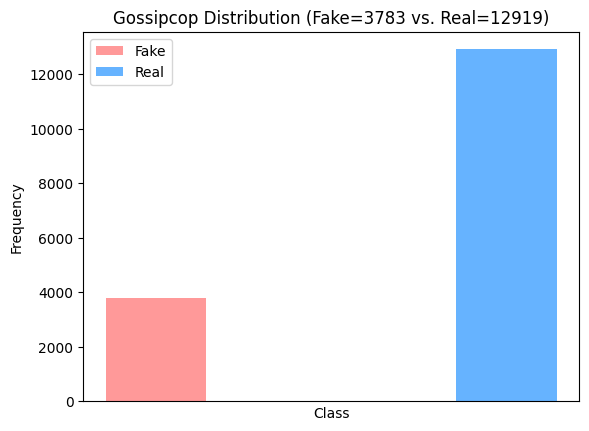 Gossipcop Distribution (Fake=3783 vs. Real=12919)
Fake
Real
12000
10000
8000
6000
4000
2000
0
Frequency
Class